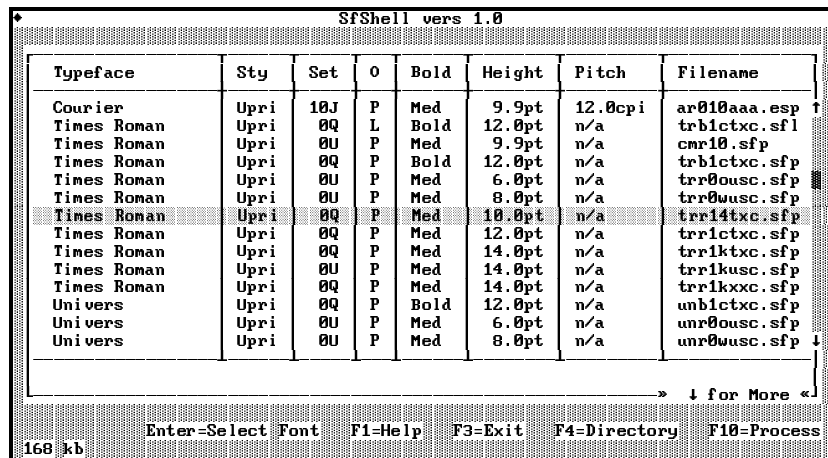 SfShell vers 1.0
Typeface Sty Set O Bold Height Pitch Filename
Courier Upri 10J P Med 9.9pt 12.0cpi ar010aaa.esp ↑
Times Roman Upri 0Q L Bold 12.0pt n/a trb1ctxc.sfl
Times Roman Upri 0U P Med 9.9pt n/a cmr10.sfp
Times Roman Upri 0Q P Bold 12.0pt n/a trb1ctxc.sfp
Times Roman Upri 0U P Med 6.0pt n/a trr0ousc.sfp
Times Roman Upri 0U P Med 8.0pt n/a trr0wusc.sfp
Times Roman Upri 0Q P Med 10.0pt n/a trr14txc.sfp
Times Roman Upri 0Q P Med 12.0pt n/a trr1ctxc.sfp
Times Roman Upri 0Q P Med 14.0pt n/a trr1ktxc.sfp
Times Roman Upri 0U P Med 14.0pt n/a trr1kusc.sfp
Times Roman Upri 0U P Med 14.0pt n/a trr1kxxc.sfp
Univers Upri 0Q P Bold 12.0pt n/a unb1ctxc.sfp
Univers Upri 0U P Med 6.0pt n/a unr0ousc.sfp
Univers Upri 0U P Med 8.0pt n/a unr0wusc.sfp ↓
» ↓ for More «
Enter=Select Font F1=Help F3=Exit F4=Directory F10=Process
168 kb